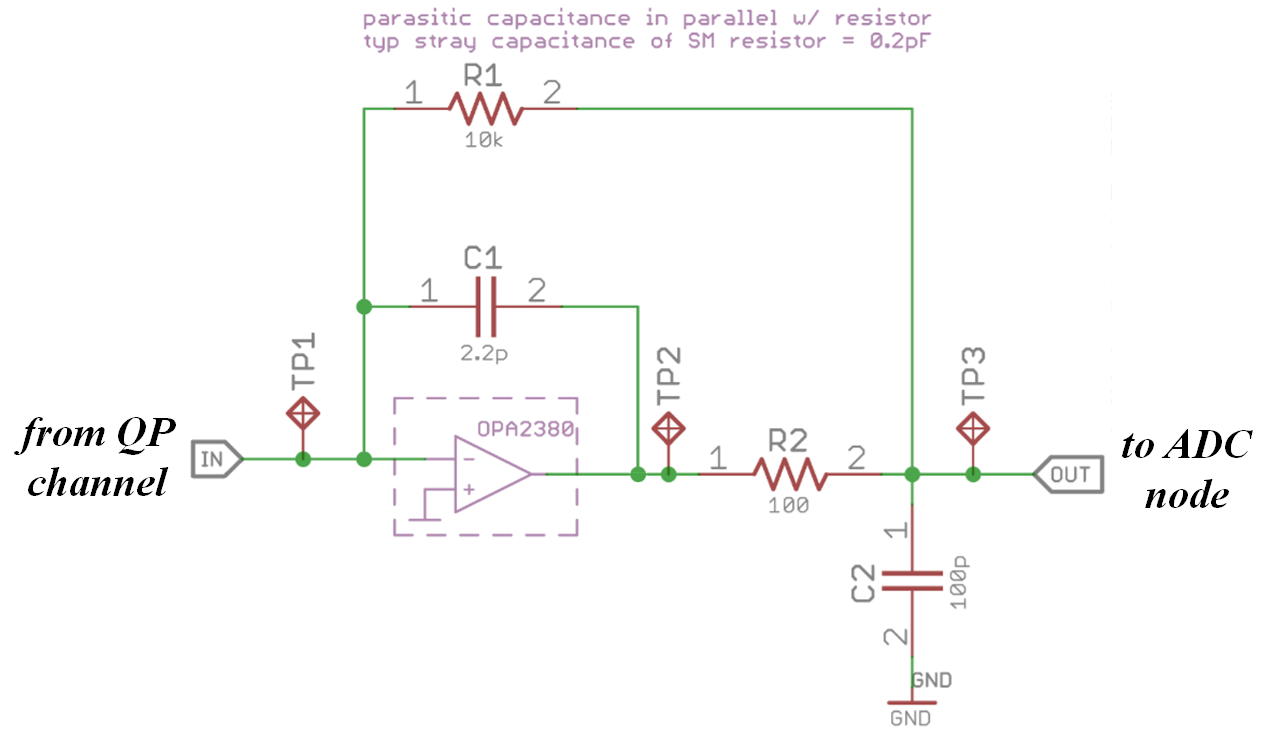 parasitic capacitance in parallel w/ resistor
typ stray capacitance of SM resistor = 0.2pF
R1
1 2
10k
C1
1 2
2.2p
TP1
TP2
TP3
from QP
channel
IN
OPA2380
-
+
R2
1 2
100
OUT
to ADC
node
1
C2
100p
2
GND
GND